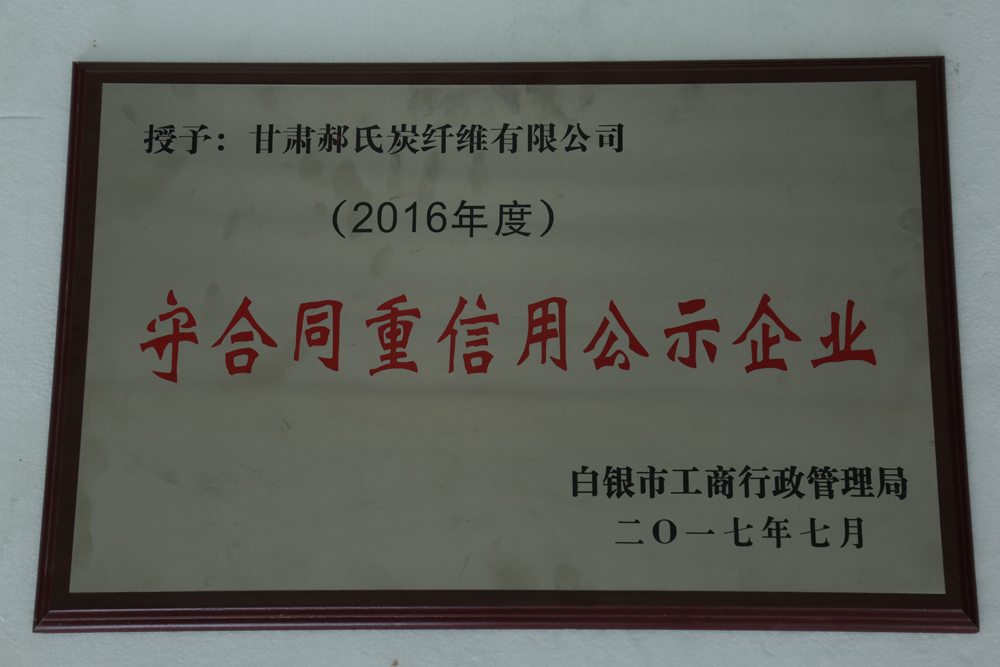 授予：甘肃郝氏炭纤维有限公司
（2016年度）
守合同重信用公示企业
白银市工商行政管理局
二〇一七年七月